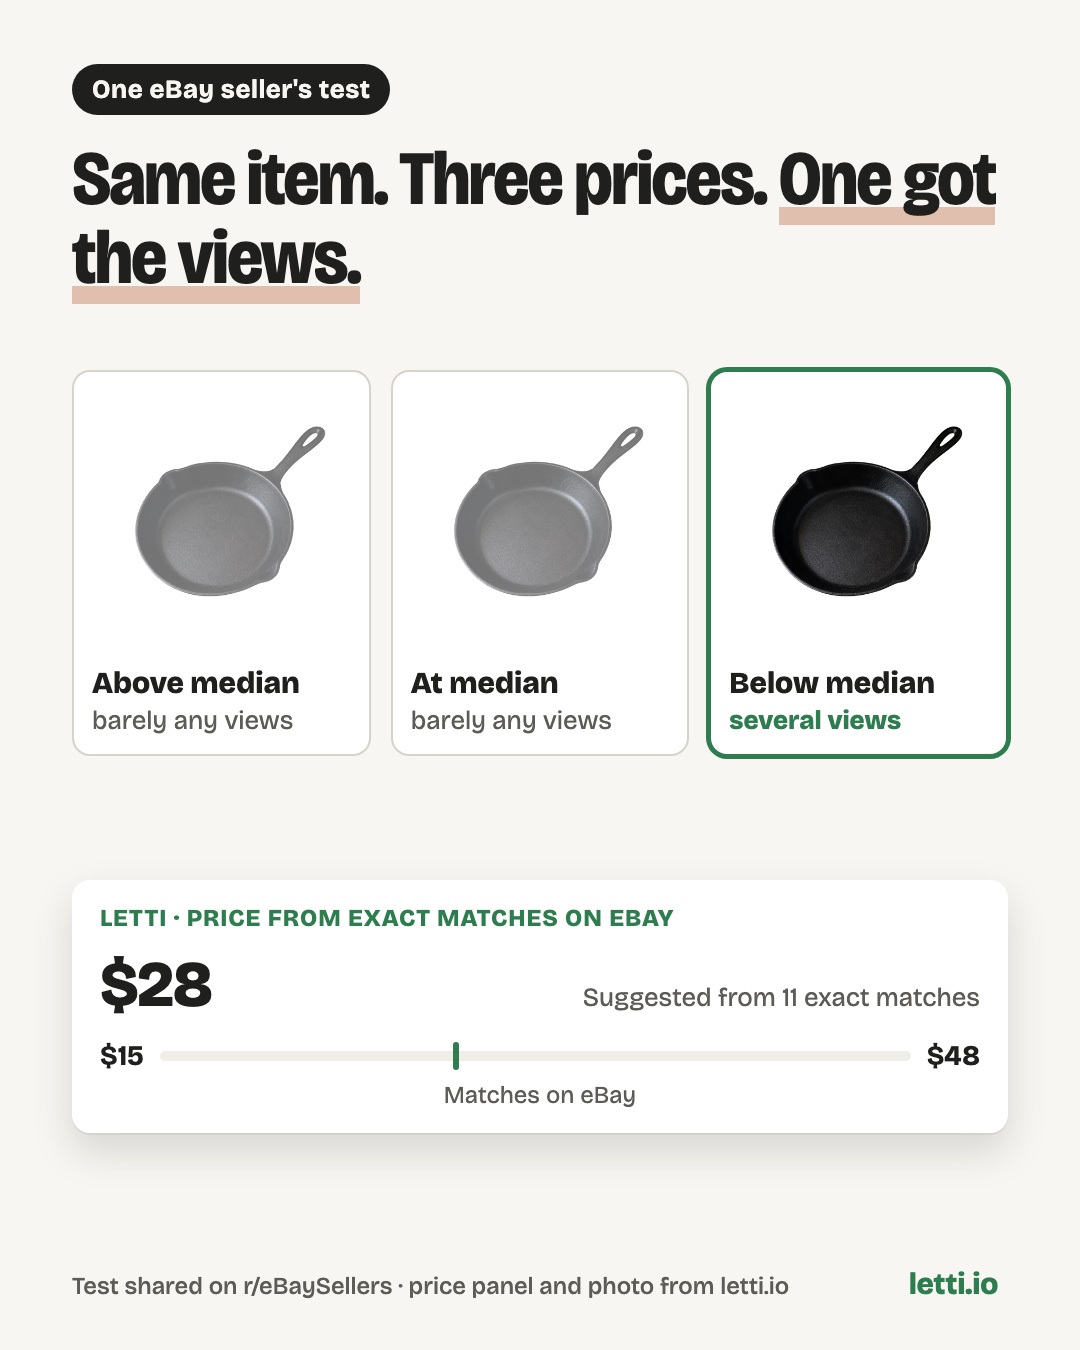 One eBay seller's test
Same item. Three prices. One got
the views.
Above median
barely any views
At median
barely any views
Below median
several views
LETTI · PRICE FROM EXACT MATCHES ON EBAY
$28
Suggested from 11 exact matches
$15
$48
Matches on eBay
Test shared on r/eBaySellers · price panel and photo from letti.io
letti.io